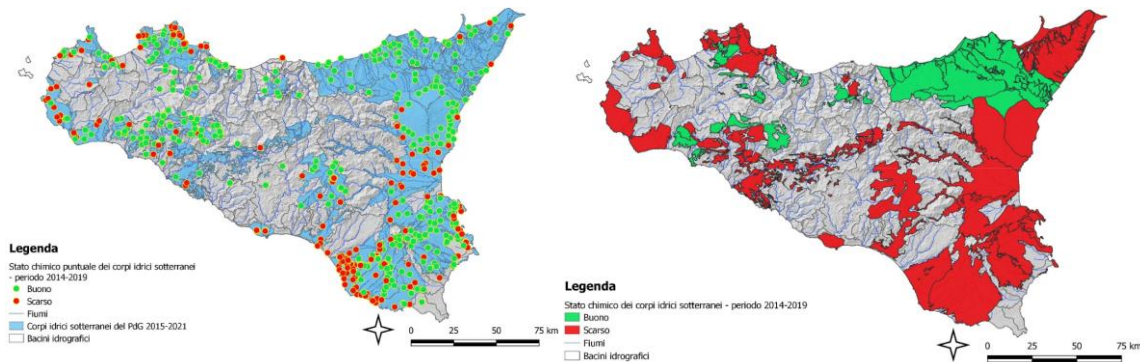 Legenda
Stato chimico puntuale dei corpi idrici sotterranei
- periodo 2014-2019
Buono
Scarso
Fiumi
Corpi idrici sotterranei del PdG 2015-2021
Bacini idrografici
0 25 50 75 km
Legenda
Stato chimico dei corpi idrici sotterranei - periodo 2014-2019
Buono
Scarso
Fiumi
Bacini idrografici
0 25 50 75 km